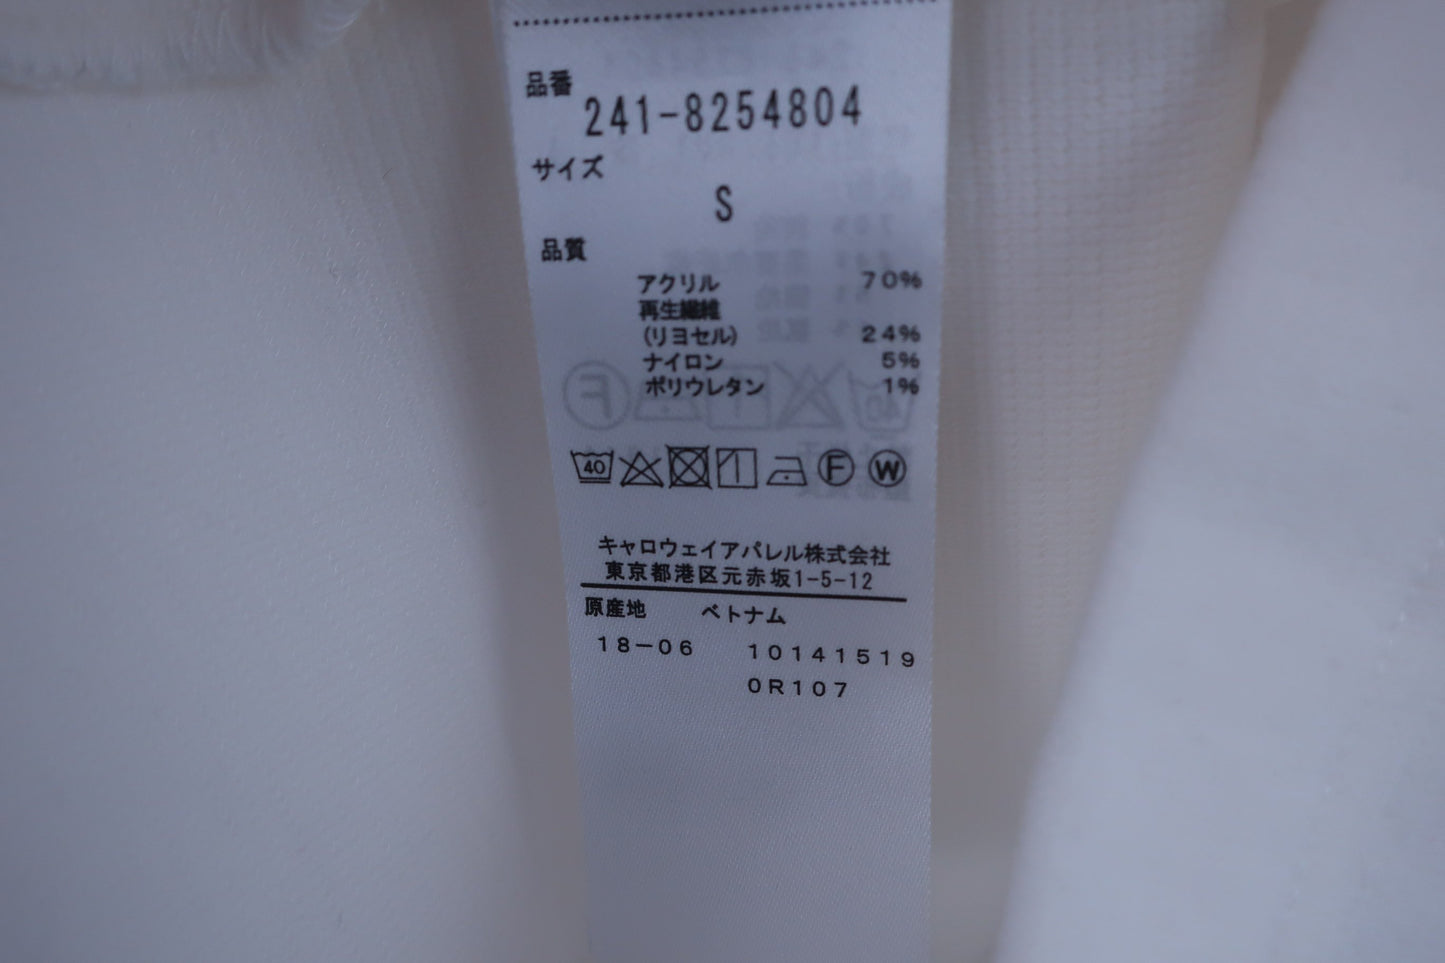 品番
241-8254804
サイズ
S
品質
アクリル 70%
再生繊維
(リヨセル) 24%
ナイロン 5%
ポリウレタン 1%
40 F W
キャロウェイアパレル株式会社
東京都港区元赤坂1-5-12
原産地 ベトナム
18-06 10141519
0R107